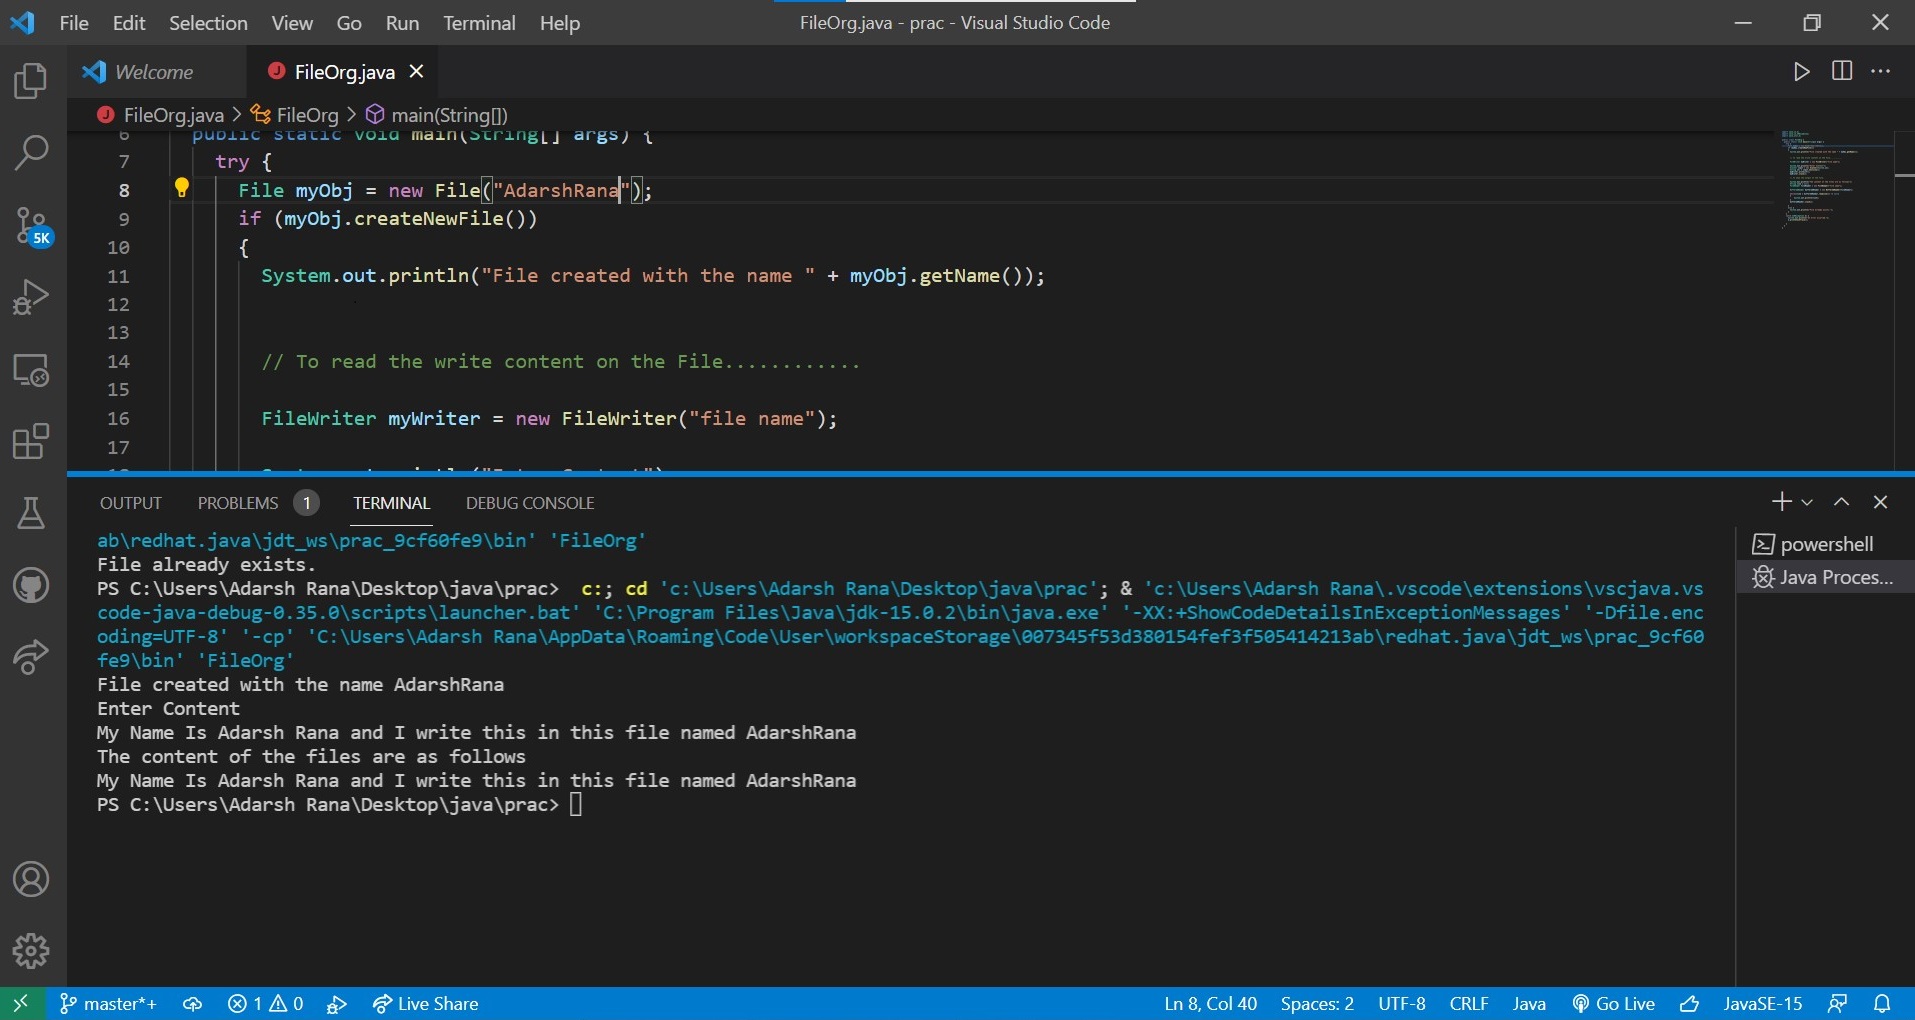 File Edit Selection View Go Run Terminal Help FileOrg.java - prac - Visual Studio Code
Welcome FileOrg.java
FileOrg.java > FileOrg > main(String[])
6 public static void main(String[] args) {
7 try {
8 File myObj = new File("AdarshRana");
9 if (myObj.createNewFile())
10 {
11 System.out.println("File created with the name " + myObj.getName());
12
13
14 // To read the write content on the File............
15
16 FileWriter myWriter = new FileWriter("file name");
17
5K
OUTPUT PROBLEMS 1 TERMINAL DEBUG CONSOLE
ab\redhat.java\jdt_ws\prac_9cf60fe9\bin' 'FileOrg'
File already exists.
PS C:\Users\Adarsh Rana\Desktop\java\prac> c:; cd 'c:\Users\Adarsh Rana\Desktop\java\prac'; & 'c:\Users\Adarsh Rana\.vscode\extensions\vscjava.vs
code-java-debug-0.35.0\scripts\launcher.bat' 'C:\Program Files\Java\jdk-15.0.2\bin\java.exe' '-XX:+ShowCodeDetailsInExceptionMessages' '-Dfile.enc
oding=UTF-8' '-cp' 'C:\Users\Adarsh Rana\AppData\Roaming\Code\User\workspaceStorage\007345f53d380154fef3f505414213ab\redhat.java\jdt_ws\prac_9cf60
fe9\bin' 'FileOrg'
File created with the name AdarshRana
Enter Content
My Name Is Adarsh Rana and I write this in this file named AdarshRana
The content of the files are as follows
My Name Is Adarsh Rana and I write this in this file named AdarshRana
PS C:\Users\Adarsh Rana\Desktop\java\prac>
powershell
Java Proces...
master*+ 1 0 Live Share Ln 8, Col 40 Spaces: 2 UTF-8 CRLF Java Go Live JavaSE-15